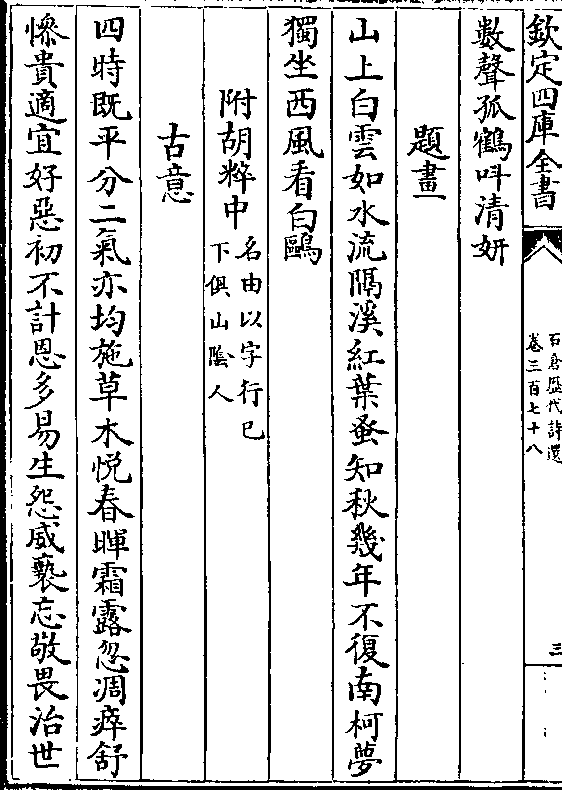 欽定四庫全書
石倉歷代詩選
卷三百七十八
三
數聲孤鶴呌清妍
題畫
山上白雲如水流隔溪紅葉蚤知秋幾年不復南柯夢
獨坐西風看白鷗
附胡粹中
名由以字行已
下俱山隂人
古意
四時既平分二氣亦均施草木悦春暉霜露忽凋瘁舒
慘貴適宜好惡初不計恩多易生怨威褻忘敬畏治世